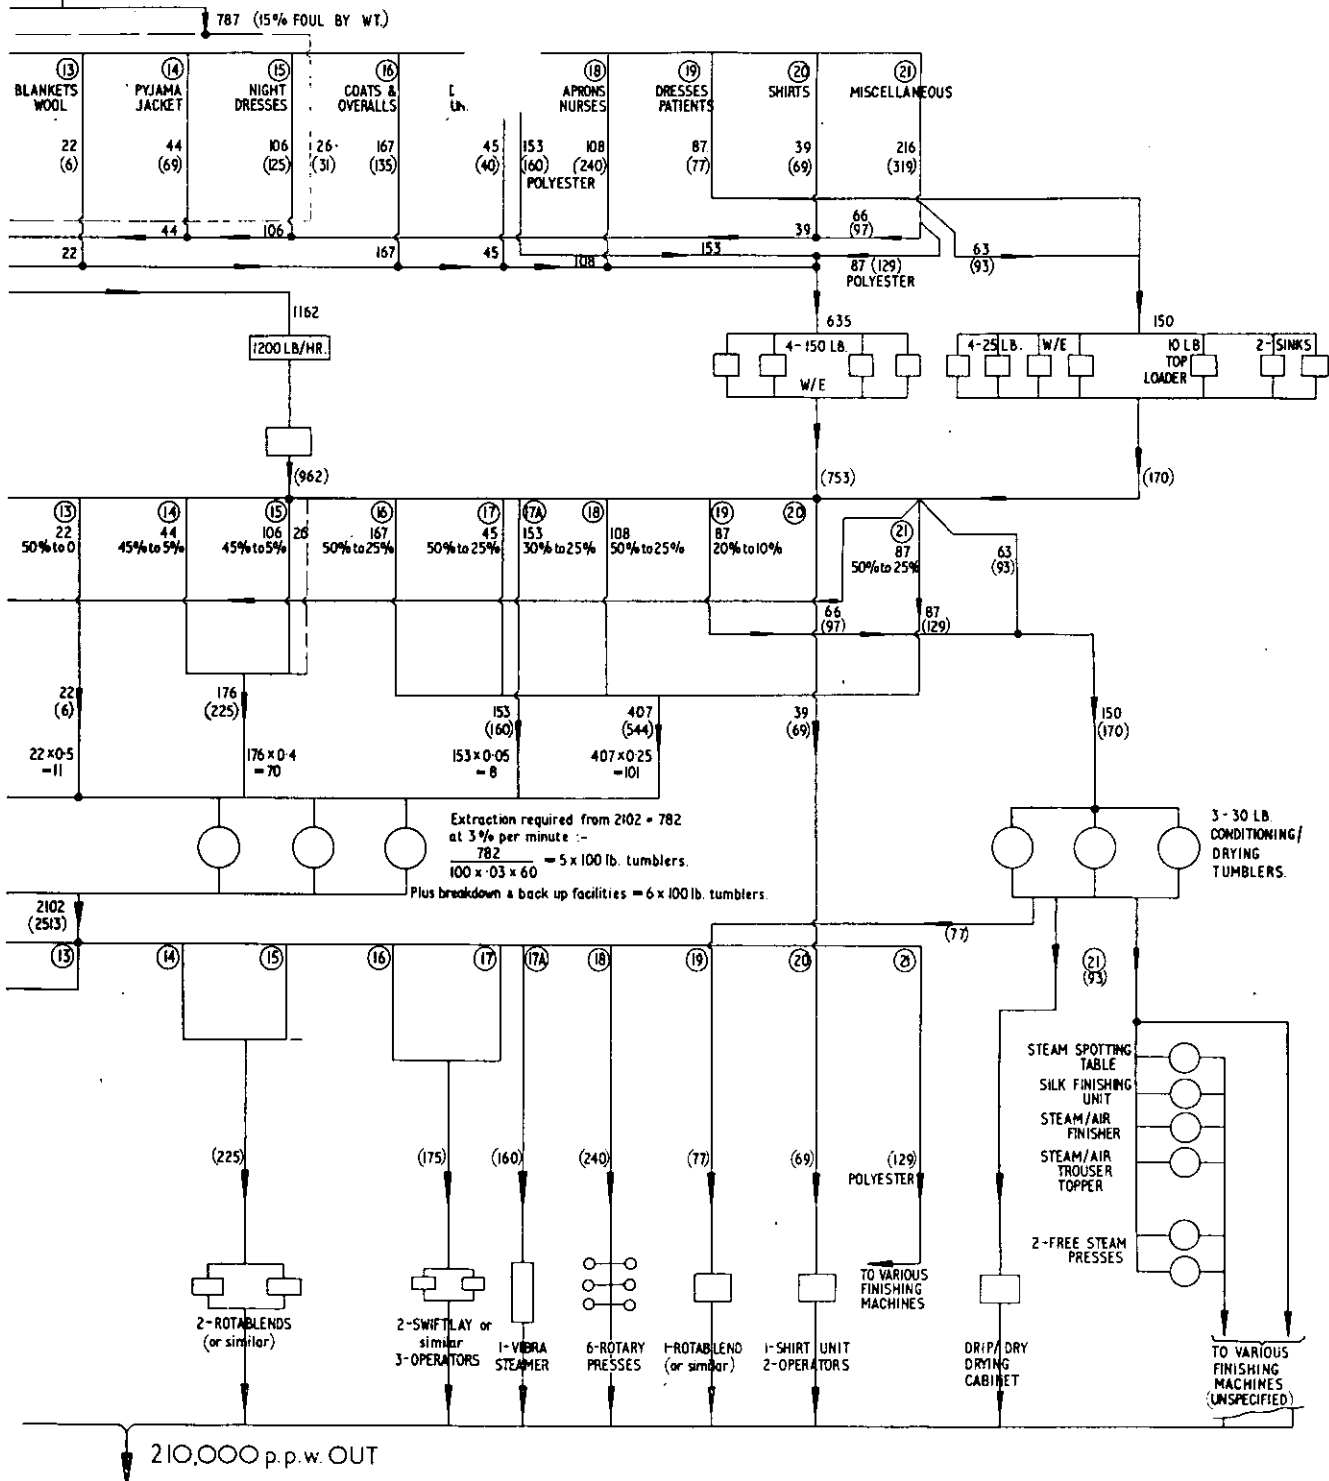 787 (15% FOUL BY WT.)
13 14 15 16 18 19 20 21
BLANKETS WOOL
PYJAMA JACKET
NIGHT DRESSES
COATS & OVERALLS
APRONS NURSES
DRESSES PATIENTS
SHIRTS
MISCELLANEOUS
22 44 106 26 167 45 153 108 87 39 216
(6) (69) (125) (31) (135) (40) (160) (240) (77) (69) (319)
POLYESTER
44 106 39 66
(97)
22 167 45 108 153
87 (129)
POLYESTER
63
(93)
1162
1200 LB/HR.
635
4-150 LB.
W/E
150
4-25 LB. W/E
10 LB
TOP
LOADER
2-SINKS
(962) (753) (170)
13 14 15 16 17 17A 18 19 20 21
22 44 106 26 167 45 153 108 87
50% to 0 45% to 5% 45% to 5% 50% to 25% 50% to 25% 30% to 25% 50% to 25% 20% to 10%
87
50% to 25%
63
(93)
66
(97)
87
(129)
22
(6)
176
(225)
153
(160)
407
(544)
39
(69)
150
(170)
22 × 0·5
= 11
176 × 0·4
= 70
153 × 0·05
= 8
407 × 0·25
= 101
Extraction required from 2102 = 782
at 3% per minute :-
782
100 x ·03 x 60
= 5 x 100 lb. tumblers.
Plus breakdown & back up facilities = 6 x 100 lb. tumblers.
3-30 LB.
CONDITIONING/
DRYING
TUMBLERS.
2102
(2513)
(77)
13 14 15 16 17 17A 18 19 20 21
21
(93)
STEAM SPOTTING
TABLE
SILK FINISHING
UNIT
STEAM/AIR
FINISHER
STEAM/AIR
TROUSER
TOPPER
2-FREE STEAM
PRESSES
(225) (175) (160) (240) (77) (69) (129)
POLYESTER
TO VARIOUS
FINISHING
MACHINES
2-ROTABLENDS
(or similar)
2-SWIFTLAY or
similar
3-OPERATORS
1-VIBRA
STEAMER
6-ROTARY
PRESSES
1-ROTABLEND
(or similar)
1-SHIRT UNIT
2-OPERATORS
DRIP/DRY
DRYING
CABINET
TO VARIOUS
FINISHING
MACHINES
(UNSPECIFIED)
210,000 p.p.w. OUT